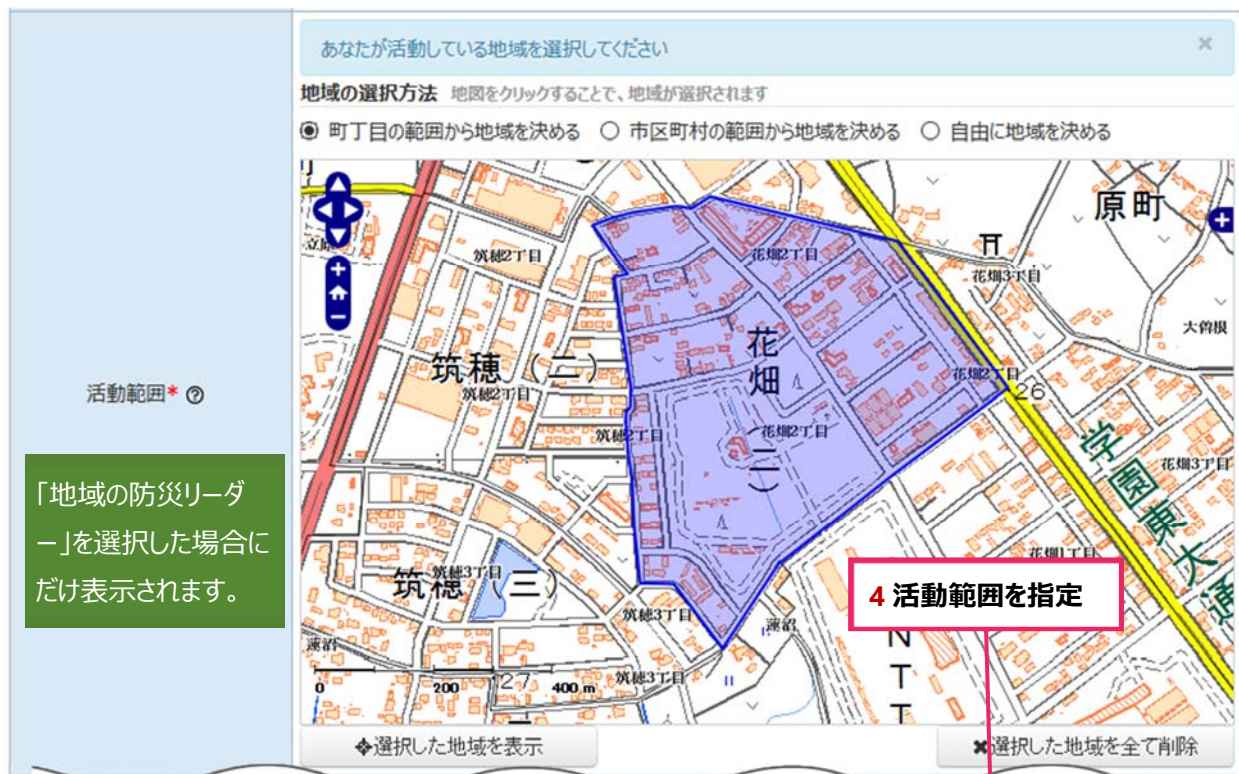 あなたが活動している地域を選択してください
×
地域の選択方法 地図をクリックすることで、地域が選択されます
町丁目の範囲から地域を決める 市区町村の範囲から地域を決める 自由に地域を決める
原町
筑穂2丁目
花畑2丁目
花畑3丁目
大曽根
花畑(二)
筑穂(二)
筑穂2丁目
花畑2丁目
26
活動範囲*
筑穂2丁目
花畑2丁目
学園東大通
花畑3丁目
「地域の防災リーダ
ー」を選択した場合に
だけ表示されます。
花畑1丁目
筑穂(三)
筑穂3丁目
4 活動範囲を指定
筑穂3丁目
蓮沼
蓮沼
NTT
0 200 400 m
127
筑穂3丁目
選択した地域を表示
選択した地域を全て削除